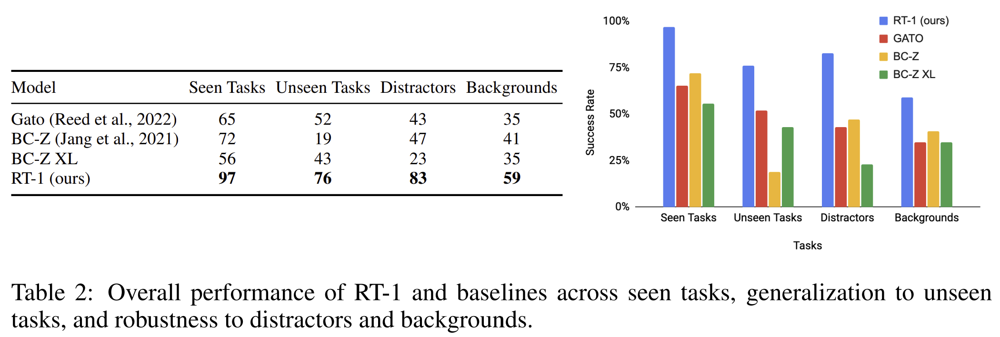 Model Seen Tasks Unseen Tasks Distractors Backgrounds
Gato (Reed et al., 2022) 65 52 43 35
BC-Z (Jang et al., 2021) 72 19 47 41
BC-Z XL 56 43 23 35
RT-1 (ours) 97 76 83 59
100%
75%
50%
25%
0%
Success Rate
RT-1 (ours)
GATO
BC-Z
BC-Z XL
Seen Tasks Unseen Tasks Distractors Backgrounds
Tasks
Table 2: Overall performance of RT-1 and baselines across seen tasks, generalization to unseen
tasks, and robustness to distractors and backgrounds.